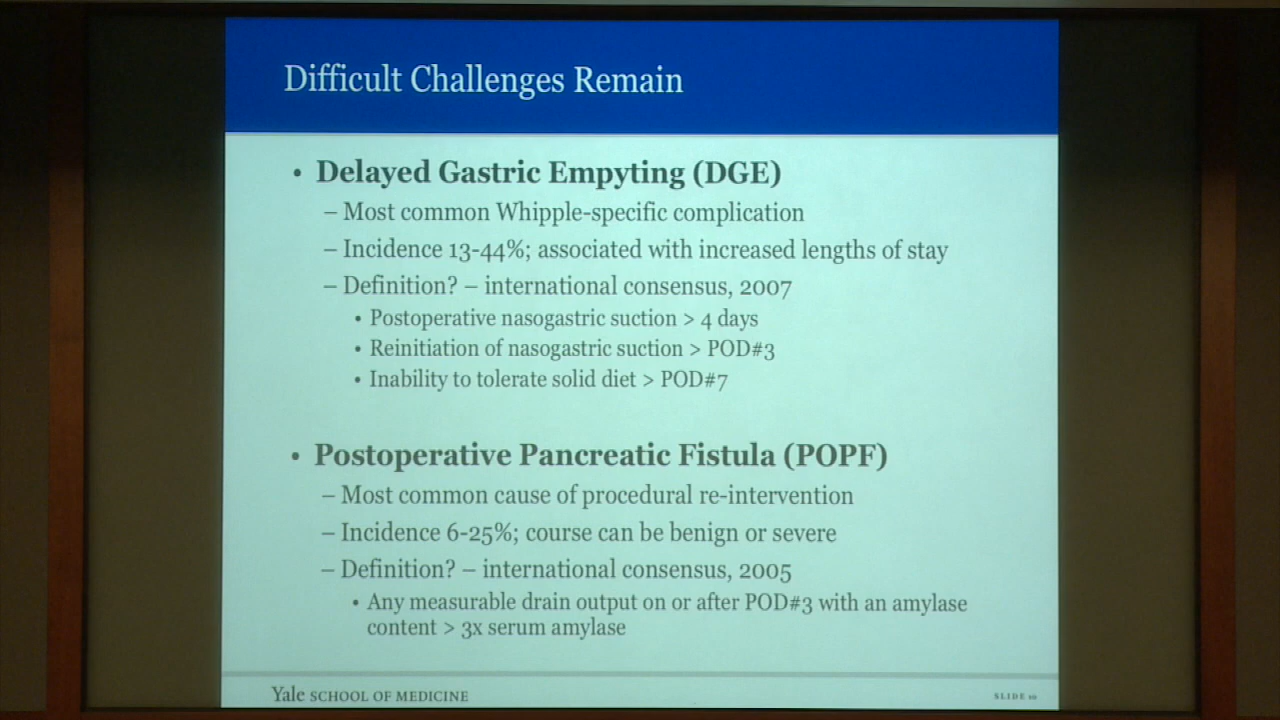 Difficult Challenges Remain
• Delayed Gastric Empyting (DGE)
– Most common Whipple-specific complication
– Incidence 13-44%; associated with increased lengths of stay
– Definition? – international consensus, 2007
• Postoperative nasogastric suction > 4 days
• Reinitiation of nasogastric suction > POD#3
• Inability to tolerate solid diet > POD#7
• Postoperative Pancreatic Fistula (POPF)
– Most common cause of procedural re-intervention
– Incidence 6-25%; course can be benign or severe
– Definition? – international consensus, 2005
• Any measurable drain output on or after POD#3 with an amylase
content > 3x serum amylase
Yale SCHOOL OF MEDICINE
SLIDE 10